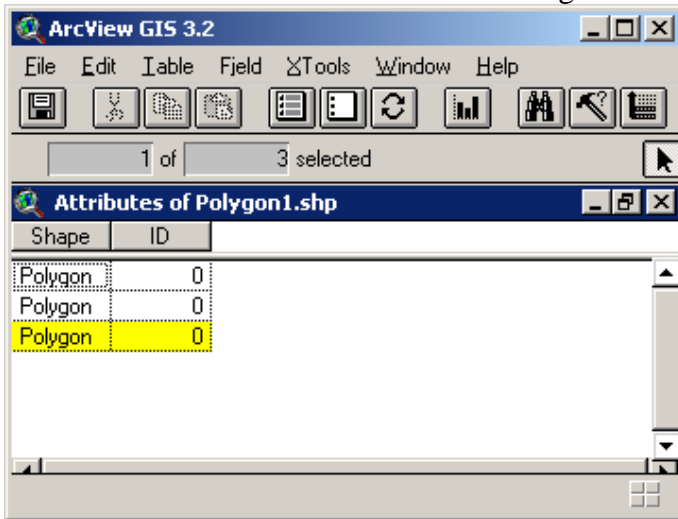 ArcView GIS 3.2
File Edit Table Field XTools Window Help
1 of 3 selected
Attributes of Polygon1.shp
Shape ID
Polygon 0
Polygon 0
Polygon 0